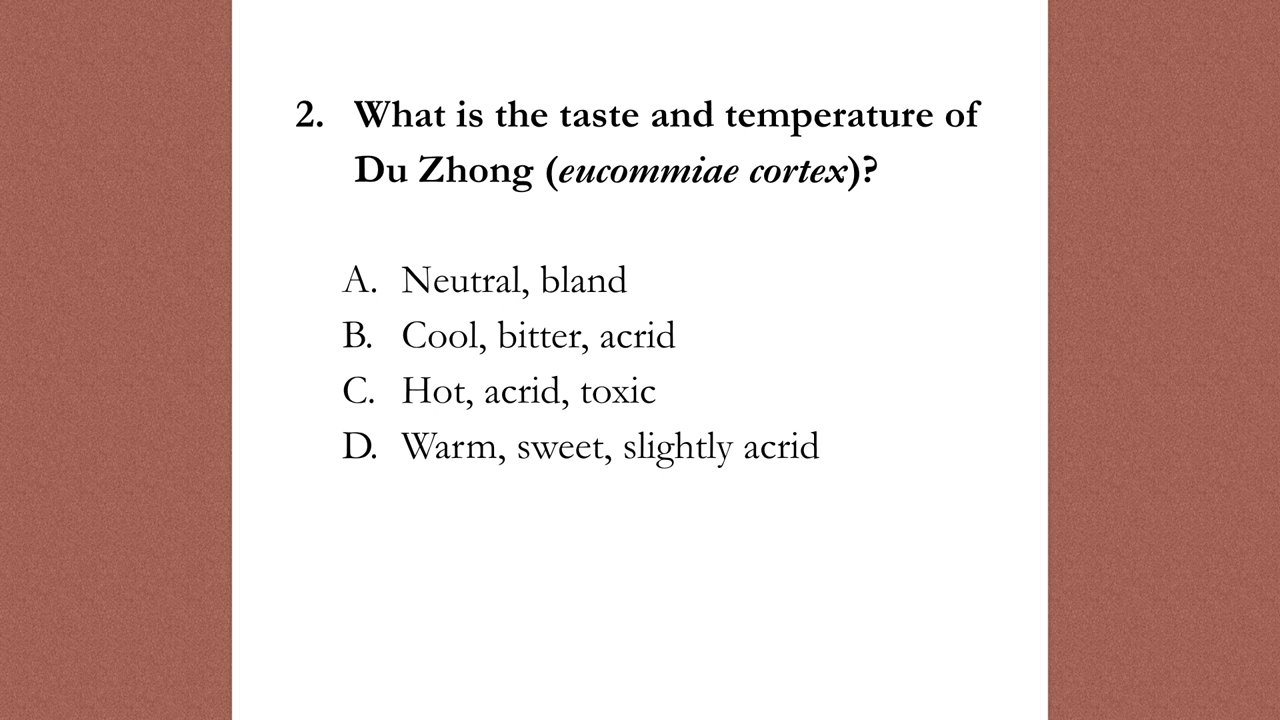 2. What is the taste and temperature of
Du Zhong (eucommiae cortex)?
A. Neutral, bland
B. Cool, bitter, acrid
C. Hot, acrid, toxic
D. Warm, sweet, slightly acrid